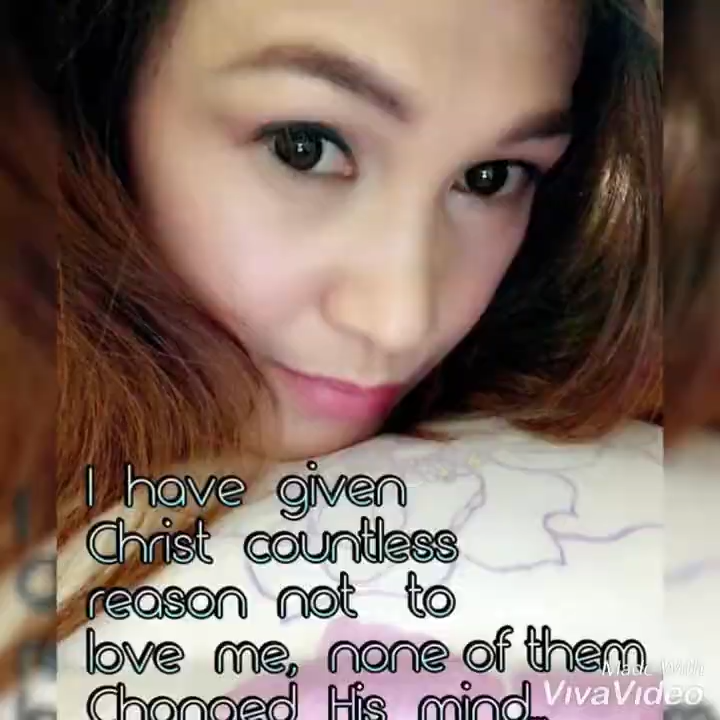 I have given
Christ countless
reason not to
love me, none of them
Changed His mind..
Made With
VivaVideo